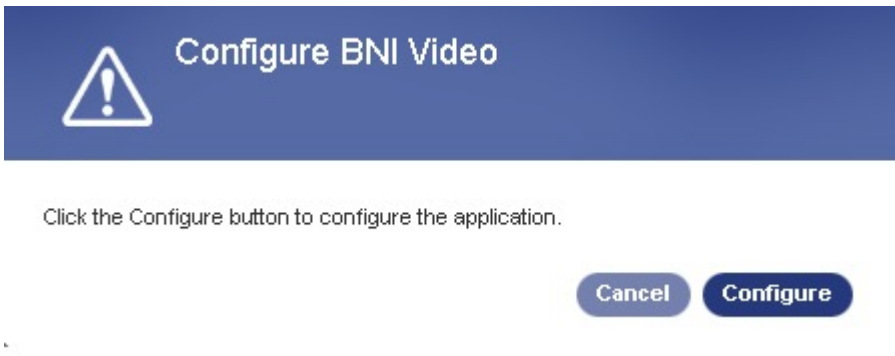 Configure BNI Video
Click the Configure button to configure the application.
Cancel Configure